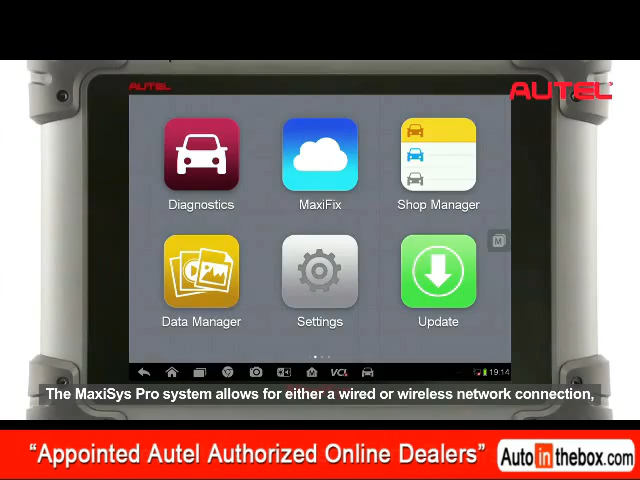 AUTEL
AUTEL
Diagnostics
MaxiFix
Shop Manager
M
Data Manager
Settings
Update
VCI
19:14
The MaxiSys Pro system allows for either a wired or wireless network connection,
“Appointed Autel Authorized Online Dealers”
Autointhebox.com